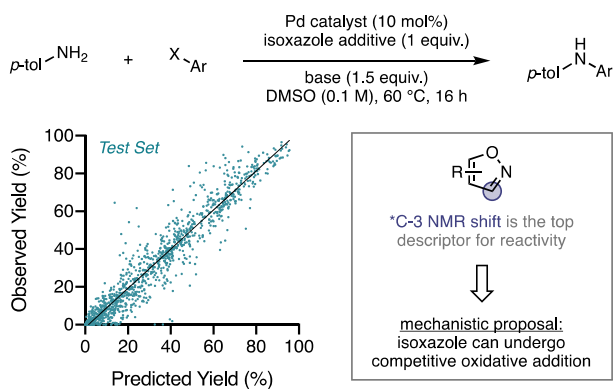 Pd catalyst (10 mol%)
isoxazole additive (1 equiv.)
p-tol NH2 + X Ar
base (1.5 equiv.)
DMSO (0.1 M), 60 °C, 16 h
H
p-tol N Ar
Test Set
Observed Yield (%)
100
80
60
40
20
0
0 20 40 60 80 100
Predicted Yield (%)
O
R N
*C-3 NMR shift is the top
descriptor for reactivity
mechanistic proposal:
isoxazole can undergo
competitive oxidative addition